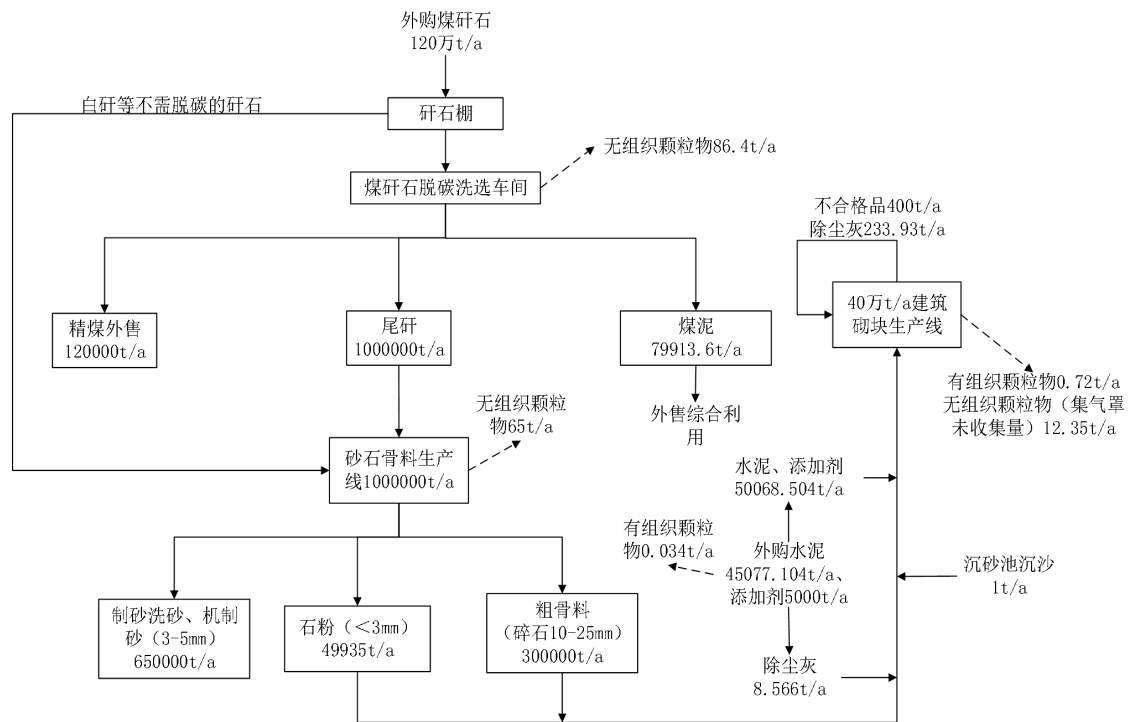 外购煤矸石
120万t/a
白矸等不需脱碳的矸石
矸石棚
无组织颗粒物86.4t/a
煤矸石脱碳洗选车间
不合格品400t/a
除尘灰233.93t/a
精煤外售
120000t/a
尾矸
1000000t/a
煤泥
79913.6t/a
40万t/a建筑
砌块生产线
有组织颗粒物0.72t/a
无组织颗粒物（集气罩
未收集量）12.35t/a
外售综合利
用
无组织颗粒
物65t/a
砂石骨料生产
线1000000t/a
水泥、添加剂
50068.504t/a
有组织颗粒
物0.034t/a
外购水泥
45077.104t/a、
添加剂5000t/a
沉砂池沉沙
1t/a
制砂洗砂、机制
砂（3-5mm）
650000t/a
石粉（＜3mm）
49935t/a
粗骨料
（碎石10-25mm）
300000t/a
除尘灰
8.566t/a